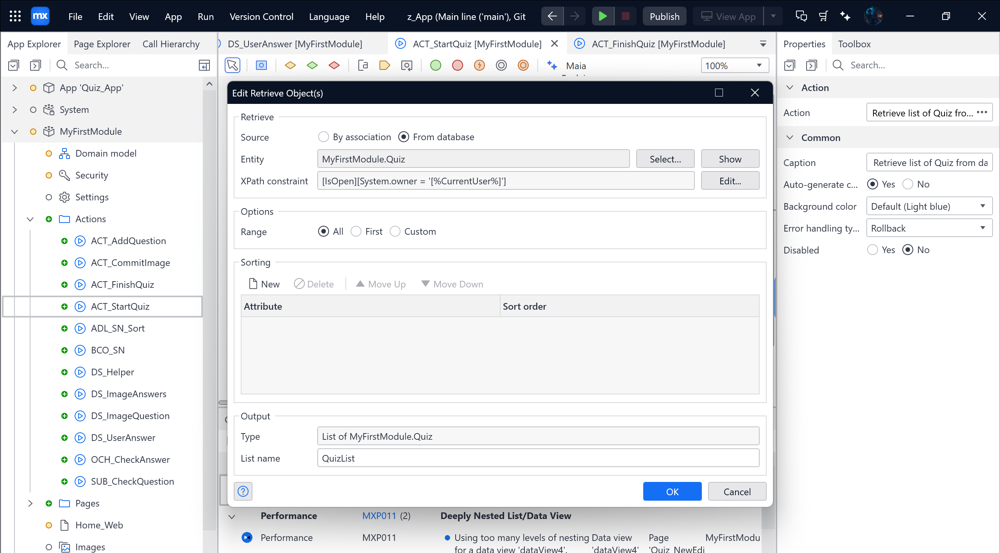 mx File Edit View App Run Version Control Language Help z_App (Main line ('main'), Git Publish View App
App Explorer Page Explorer Call Hierarchy
Search...
App 'Quiz_App'
System
MyFirstModule
Domain model
Security
Settings
Actions
ACT_AddQuestion
ACT_CommitImage
ACT_FinishQuiz
ACT_StartQuiz
ADL_SN_Sort
BCO_SN
DS_Helper
DS_ImageAnswers
DS_ImageQuestion
DS_UserAnswer
OCH_CheckAnswer
SUB_CheckQuestion
Pages
Home_Web
Images
DS_UserAnswer [MyFirstModule] ACT_StartQuiz [MyFirstModule] ACT_FinishQuiz [MyFirstModule]
Maia
100%
Edit Retrieve Object(s)
Retrieve
Source By association From database
Entity MyFirstModule.Quiz Select... Show
XPath constraint [IsOpen][System.owner = '[%CurrentUser%]'] Edit...
Options
Range All First Custom
Sorting
New Delete Move Up Move Down
Attribute Sort order
Output
Type List of MyFirstModule.Quiz
List name QuizList
? OK Cancel
Performance MXP011 (2) Deeply Nested List/Data View
Performance MXP011 Using too many levels of nesting Data view Page MyFirstModu
for a data view 'dataView4'. 'dataView4' 'Quiz_NewEdi
Properties Toolbox
Search...
Action
Action Retrieve list of Quiz fro... ...
Common
Caption Retrieve list of Quiz from da
Auto-generate c... Yes No
Background color Default (Light blue)
Error handling ty... Rollback
Disabled Yes No